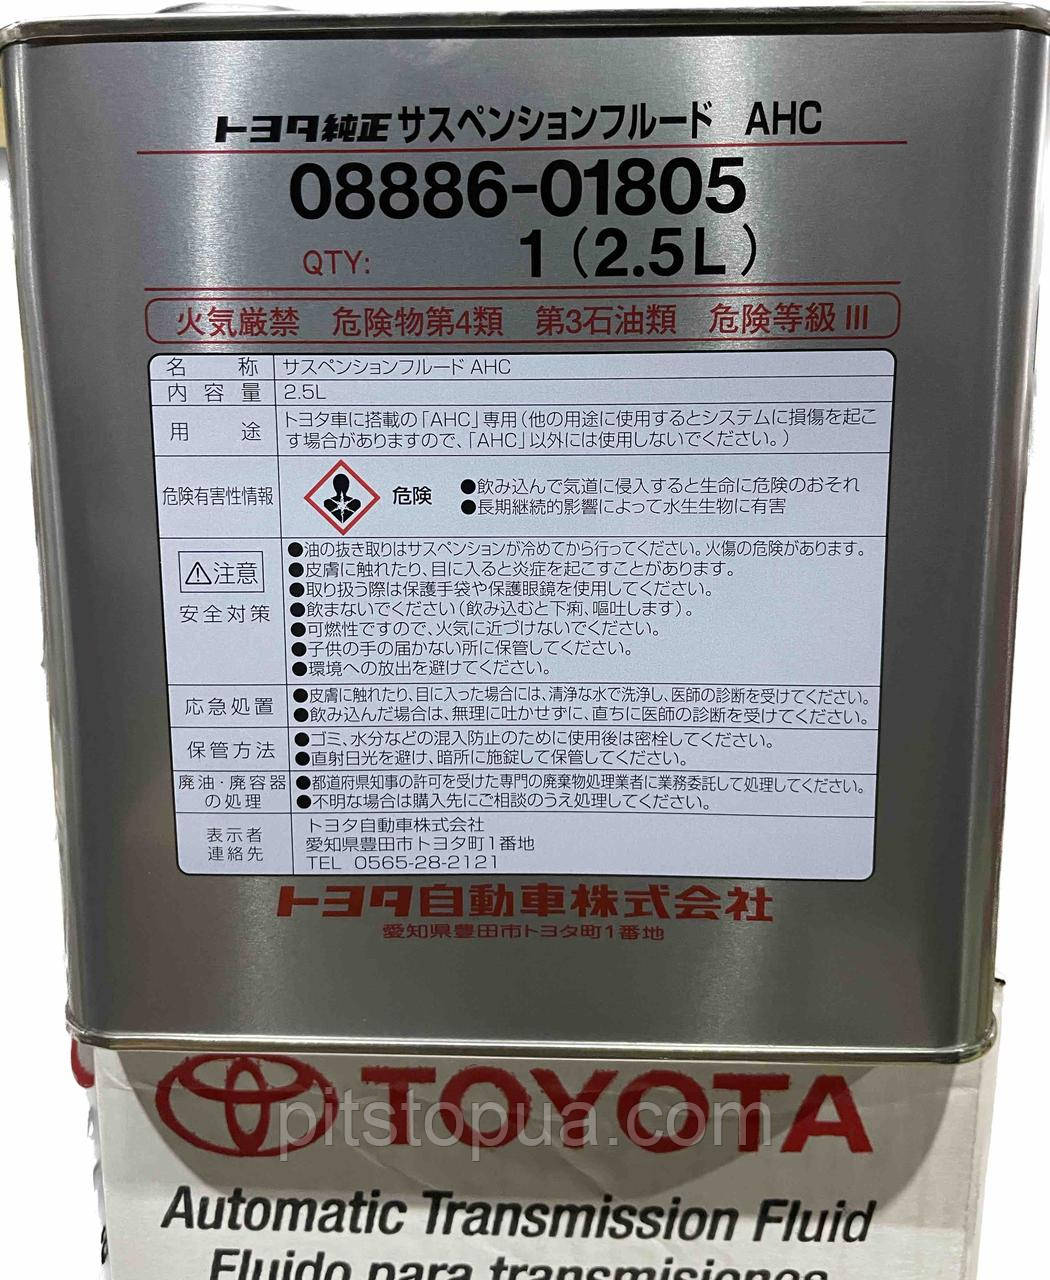 トヨタ純正 サスペンションフルード AHC
08886-01805
QTY: 1(2.5L)
火気厳禁 危険物第4類 第3石油類 危険等級 III
名称 サスペンションフルード AHC
内容量 2.5L
用途 トヨタ車に搭載の「AHC」専用(他の用途に使用するとシステムに損傷を起こ
す場合がありますので、「AHC」以外には使用しないでください。)
危険有害性情報 危険 ●飲み込んで気道に侵入すると生命に危険のおそれ
●長期継続的影響によって水生生物に有害
⚠注意
安全対策
●油の抜き取りはサスペンションが冷めてから行ってください。火傷の危険があります。
●皮膚に触れたり、目に入ると炎症を起こすことがあります。
●取り扱う際は保護手袋や保護眼鏡を使用してください。
●飲まないでください(飲み込むと下痢、嘔吐します)。
●可燃性ですので、火気に近づけないでください。
●子供の手の届かない所に保管してください。
●環境への放出を避けてください。
応急処置 ●皮膚に触れたり、目に入った場合には、清浄な水で洗浄し、医師の診断を受けてください。
●飲み込んだ場合は、無理に吐かせずに、直ちに医師の診断を受けてください。
保管方法 ●ゴミ、水分などの混入防止のために使用後は密栓してください。
●直射日光を避け、暗所に施錠して保管してください。
廃油・廃容器
の処理
●都道府県知事の許可を受けた専門の廃棄物処理業者に業務委託して処理してください。
●不明な場合は購入先にご相談のうえ処理してください。
表示者
連絡先
トヨタ自動車株式会社
愛知県豊田市トヨタ町1番地
TEL 0565-28-2121
トヨタ自動車株式会社
愛知県豊田市トヨタ町1番地
TOYOTA
pitstopua.com
Automatic Transmission Fluid
Fluido para transmisiones